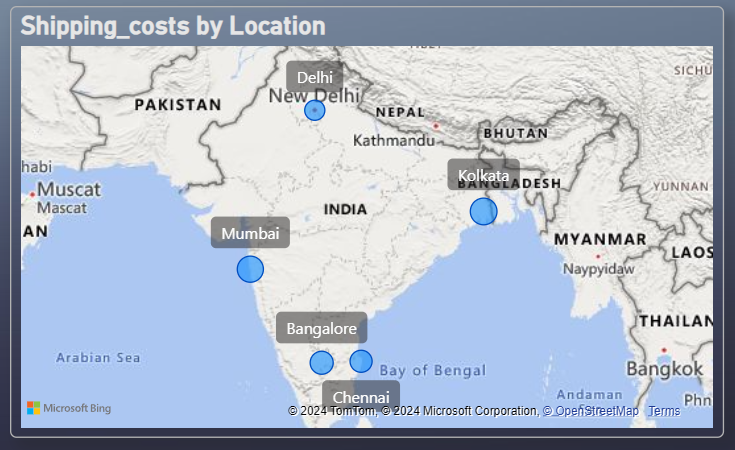 Shipping_costs by Location
SICHU
Delhi
New Delhi
PAKISTAN
NEPAL
Kathmandu
BHUTAN
habi
Muscat
Mascat
AN
Kolkata
BANGLADESH
YUNNAN
INDIA
Mumbai
MYANMAR
Naypyidaw
LAOS
Bangalore
THAILAN
Arabian Sea
Bay of Bengal
Bangkok
Chennai
Andaman
Phn
Microsoft Bing
© 2024 TomTom, © 2024 Microsoft Corporation, © OpenStreetMap Terms